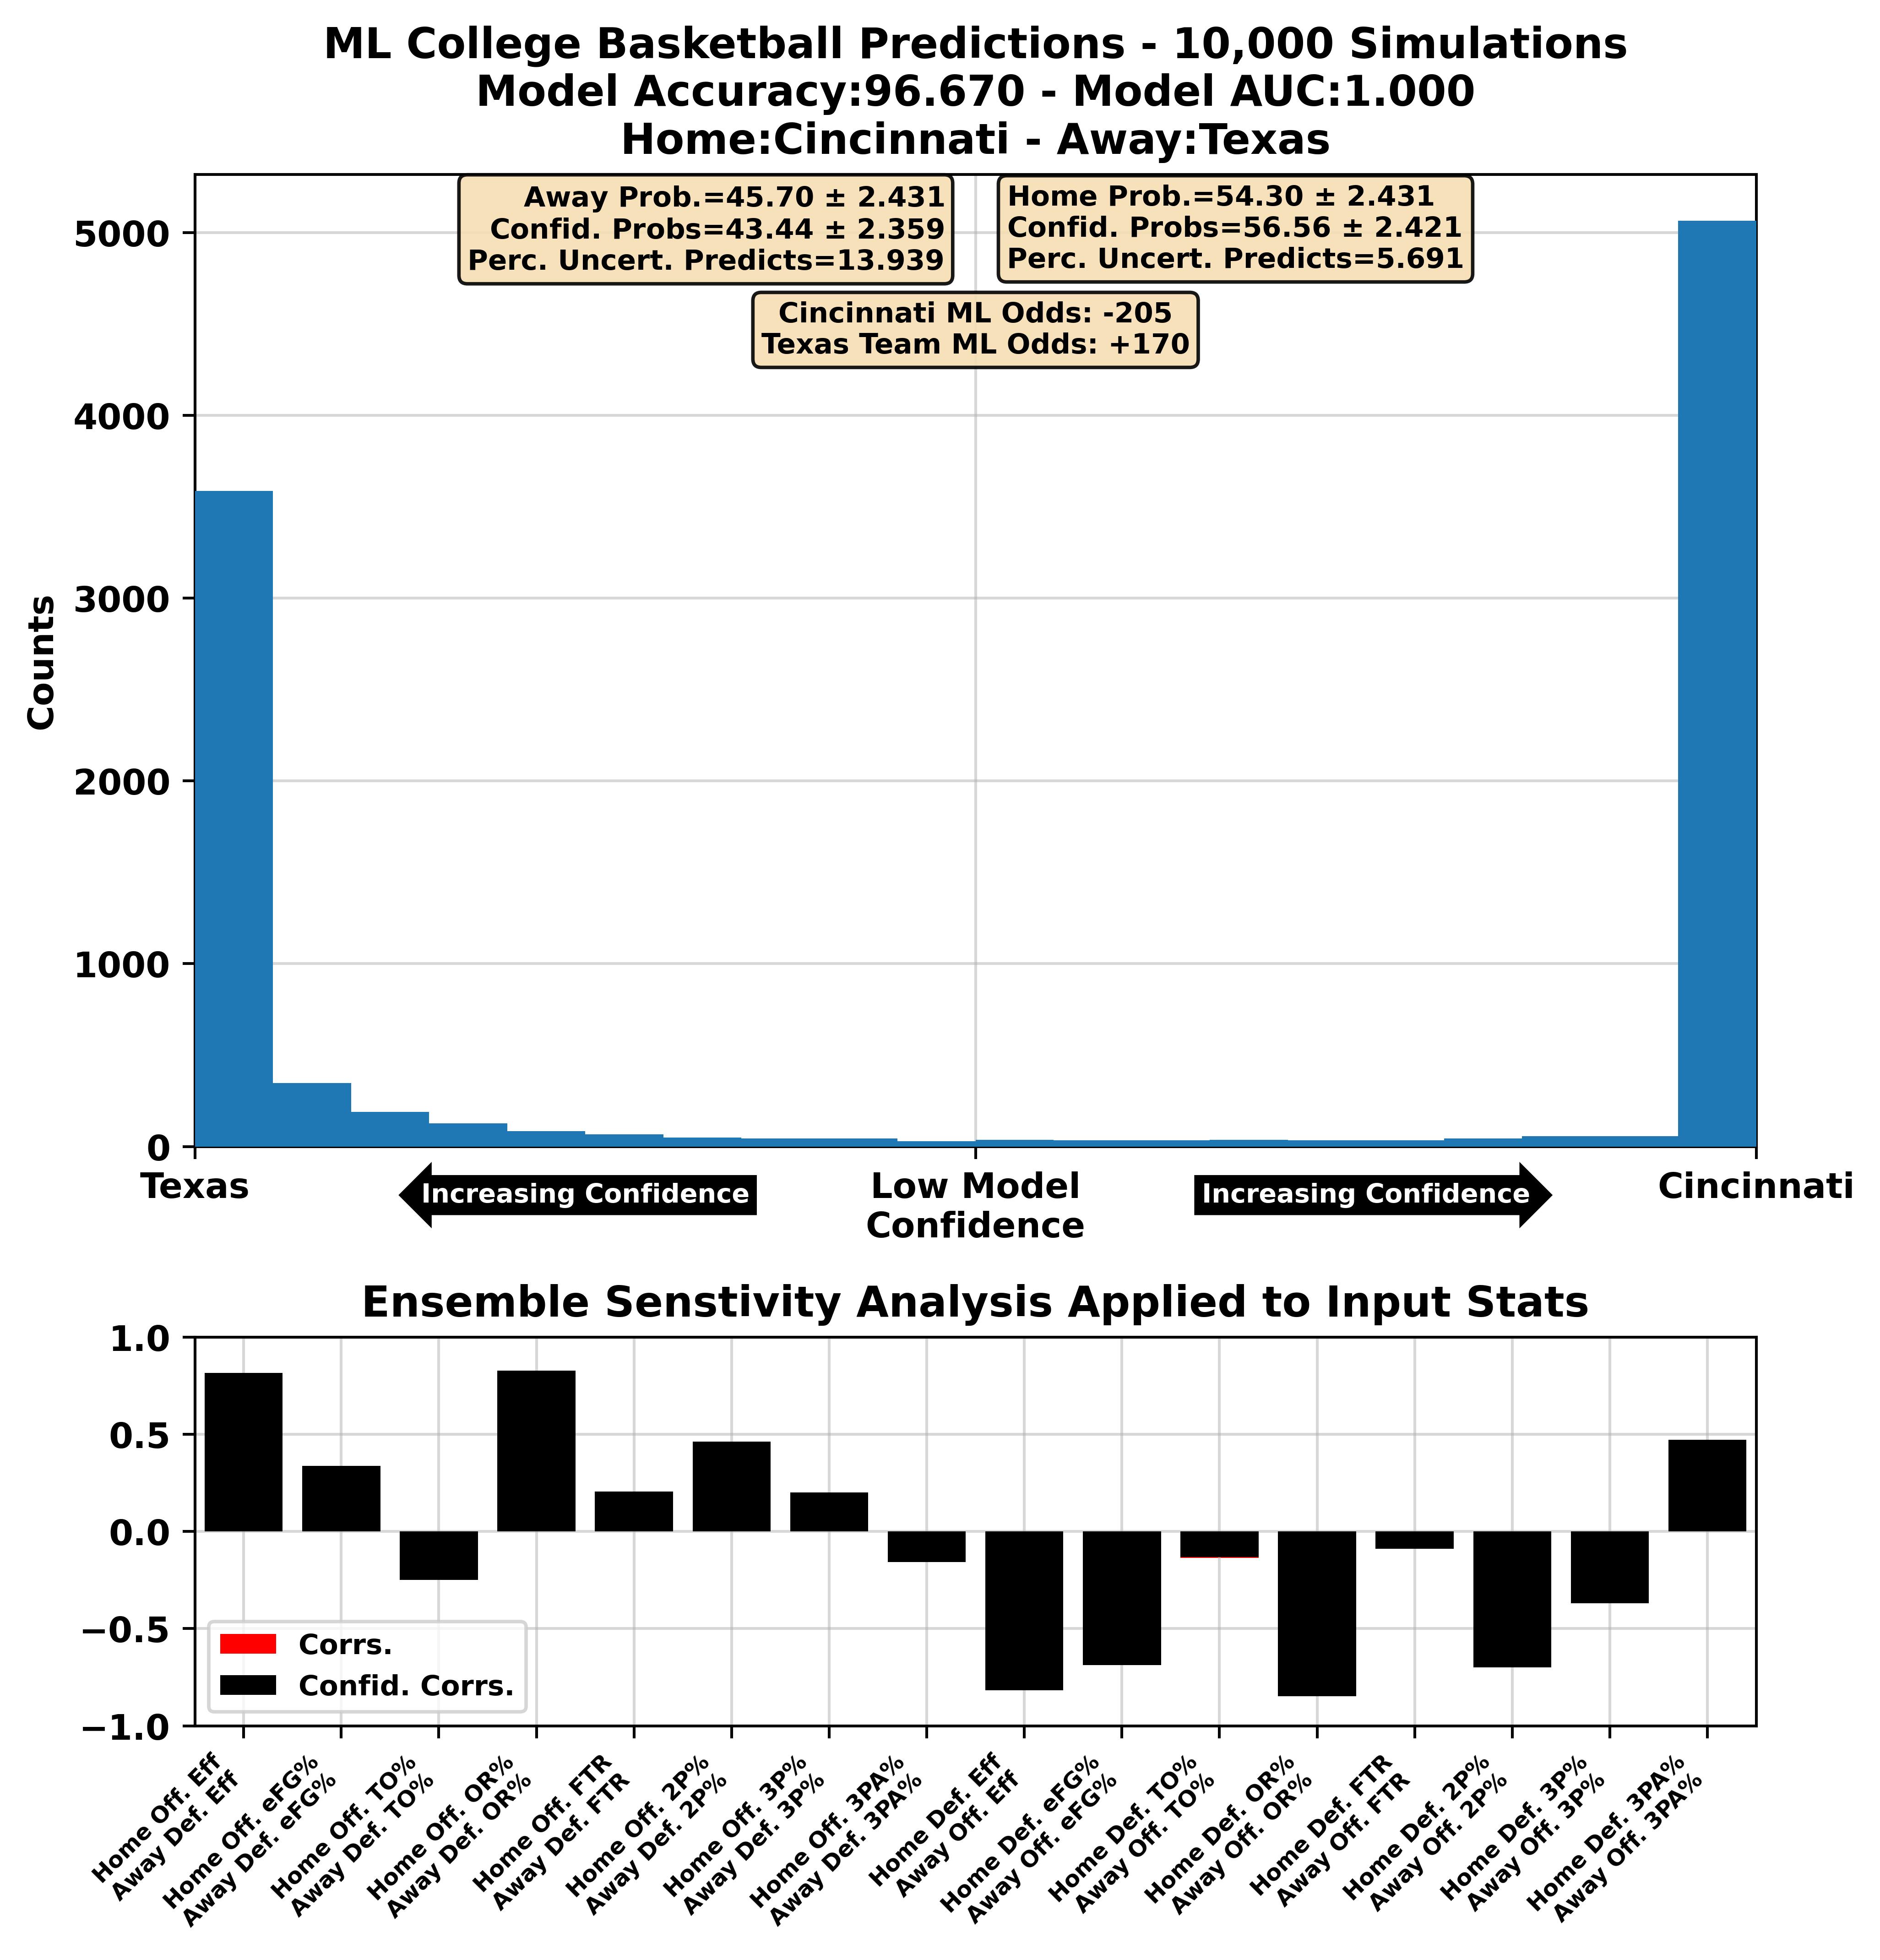 ML College Basketball Predictions - 10,000 Simulations
Model Accuracy:96.670 - Model AUC:1.000
Home:Cincinnati - Away:Texas
Away Prob.=45.70 ± 2.431
Confid. Probs=43.44 ± 2.359
Perc. Uncert. Predicts=13.939
Home Prob.=54.30 ± 2.431
Confid. Probs=56.56 ± 2.421
Perc. Uncert. Predicts=5.691
Cincinnati ML Odds: -205
Texas Team ML Odds: +170
Counts
5000
4000
3000
2000
1000
0
Texas
Increasing Confidence
Low Model
Confidence
Increasing Confidence
Cincinnati
Ensemble Senstivity Analysis Applied to Input Stats
1.0
0.5
0.0
−0.5
−1.0
Corrs.
Confid. Corrs.
Home Off. Eff
Away Def. Eff
Home Off. eFG%
Away Def. eFG%
Home Off. TO%
Away Def. TO%
Home Off. OR%
Away Def. OR%
Home Off. FTR
Away Def. FTR
Home Off. 2P%
Away Def. 2P%
Home Off. 3P%
Away Def. 3P%
Home Off. 3PA%
Away Def. 3PA%
Home Def. Eff
Away Off. Eff
Home Def. eFG%
Away Off. eFG%
Home Def. TO%
Away Off. TO%
Home Def. OR%
Away Off. OR%
Home Def. FTR
Away Off. FTR
Home Def. 2P%
Away Off. 2P%
Home Def. 3P%
Away Off. 3P%
Home Def. 3PA%
Away Off. 3PA%